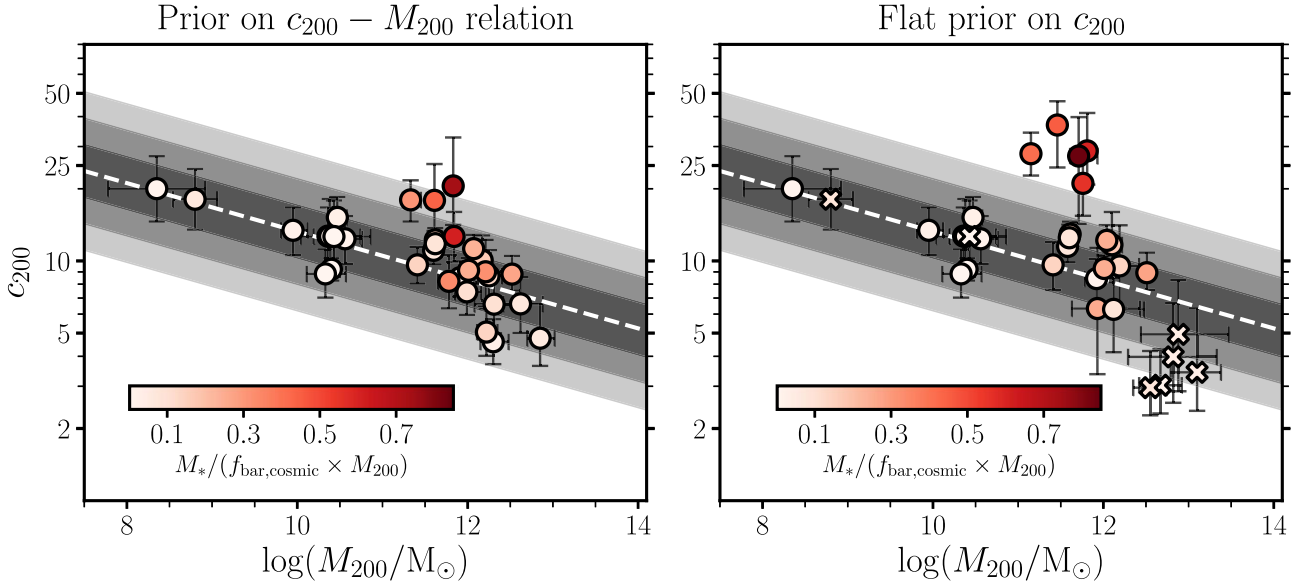 Prior on c₂₀₀ − M₂₀₀ relation
Flat prior on c₂₀₀
c₂₀₀
50
25
10
5
2
0.1 0.3 0.5 0.7
M∗/(f_bar,cosmic × M₂₀₀)
8 10 12 14
log(M₂₀₀/M⊙)
50
25
10
5
2
0.1 0.3 0.5 0.7
M∗/(f_bar,cosmic × M₂₀₀)
8 10 12 14
log(M₂₀₀/M⊙)